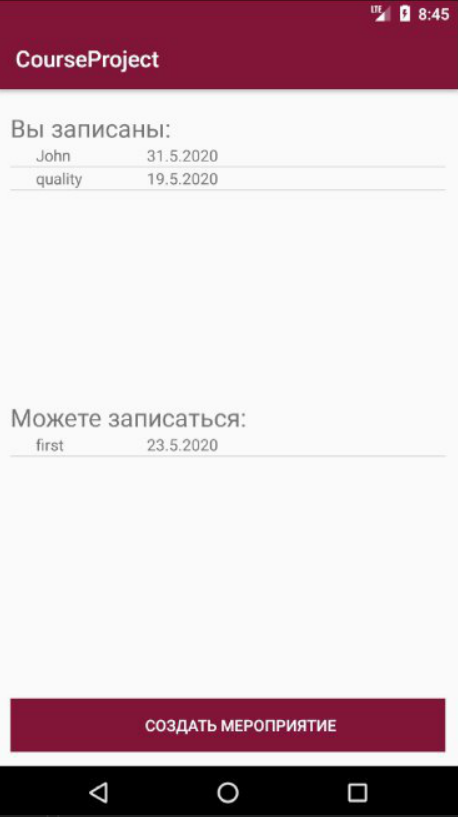 LTE 8:45
CourseProject
Вы записаны:
John 31.5.2020
quality 19.5.2020
Можете записаться:
first 23.5.2020
СОЗДАТЬ МЕРОПРИЯТИЕ